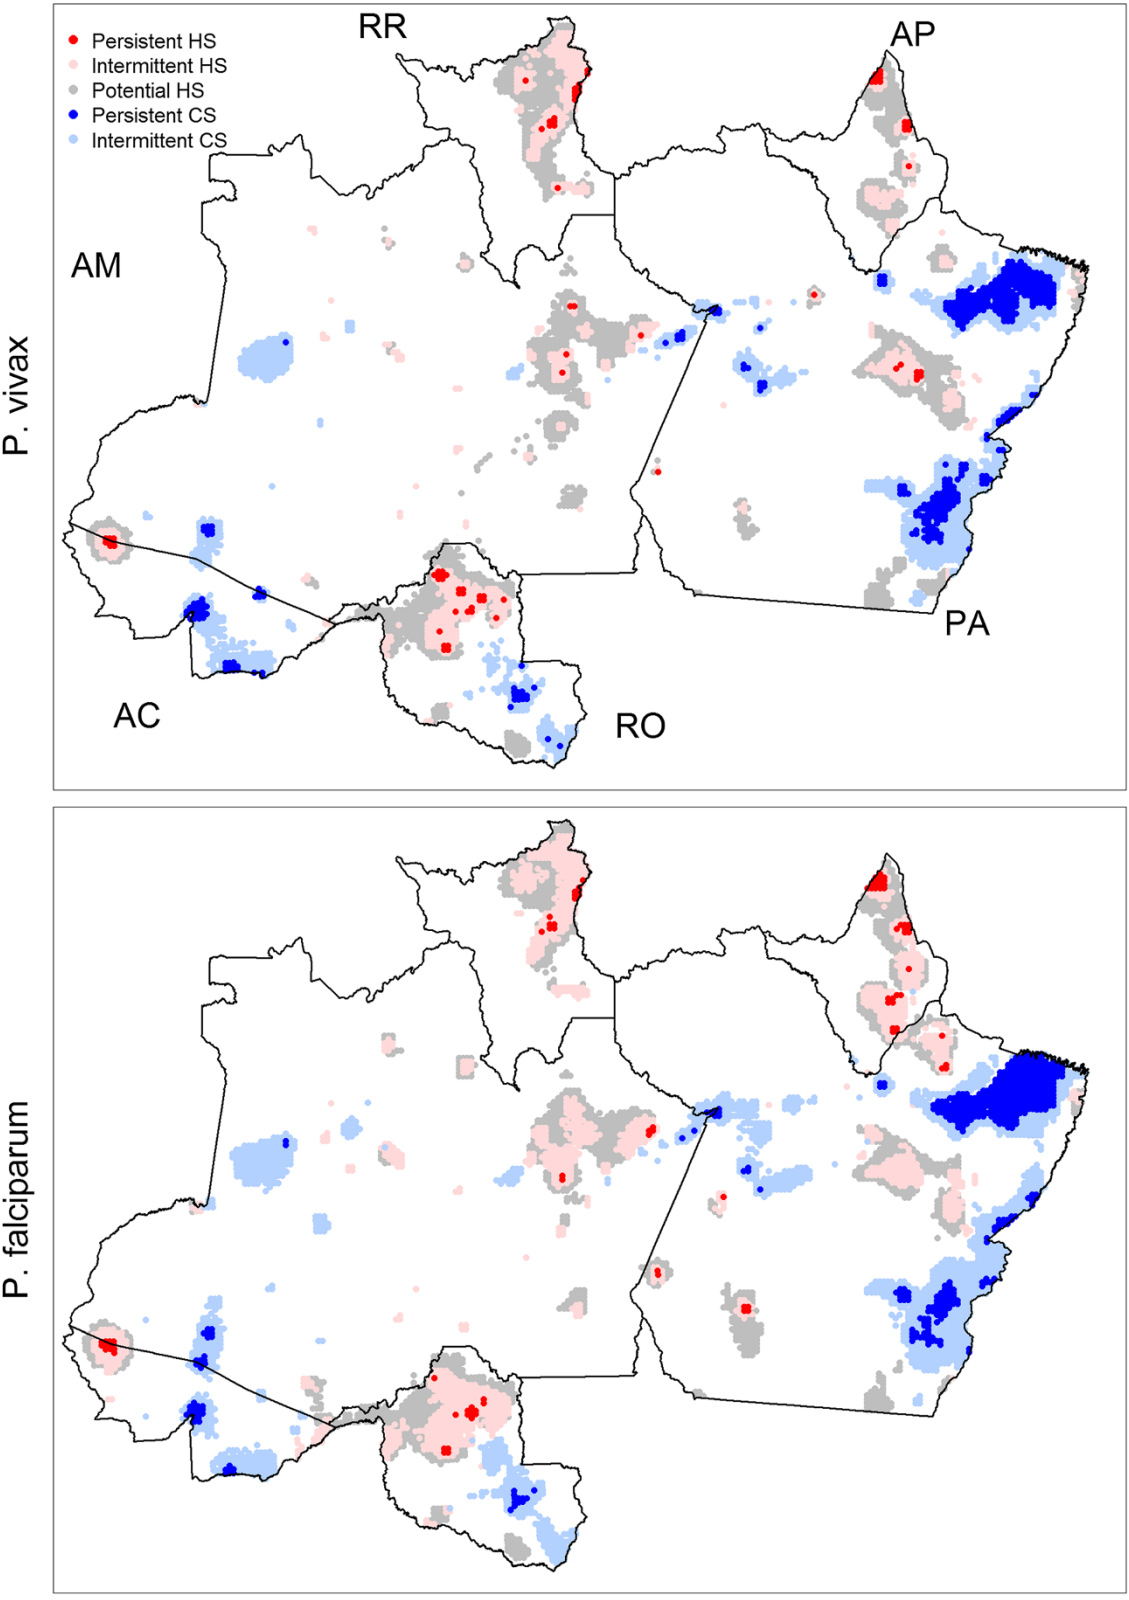 RR
AP
Persistent HS
Intermittent HS
Potential HS
Persistent CS
Intermittent CS
AM
P. vivax
PA
AC
RO
P. falciparum